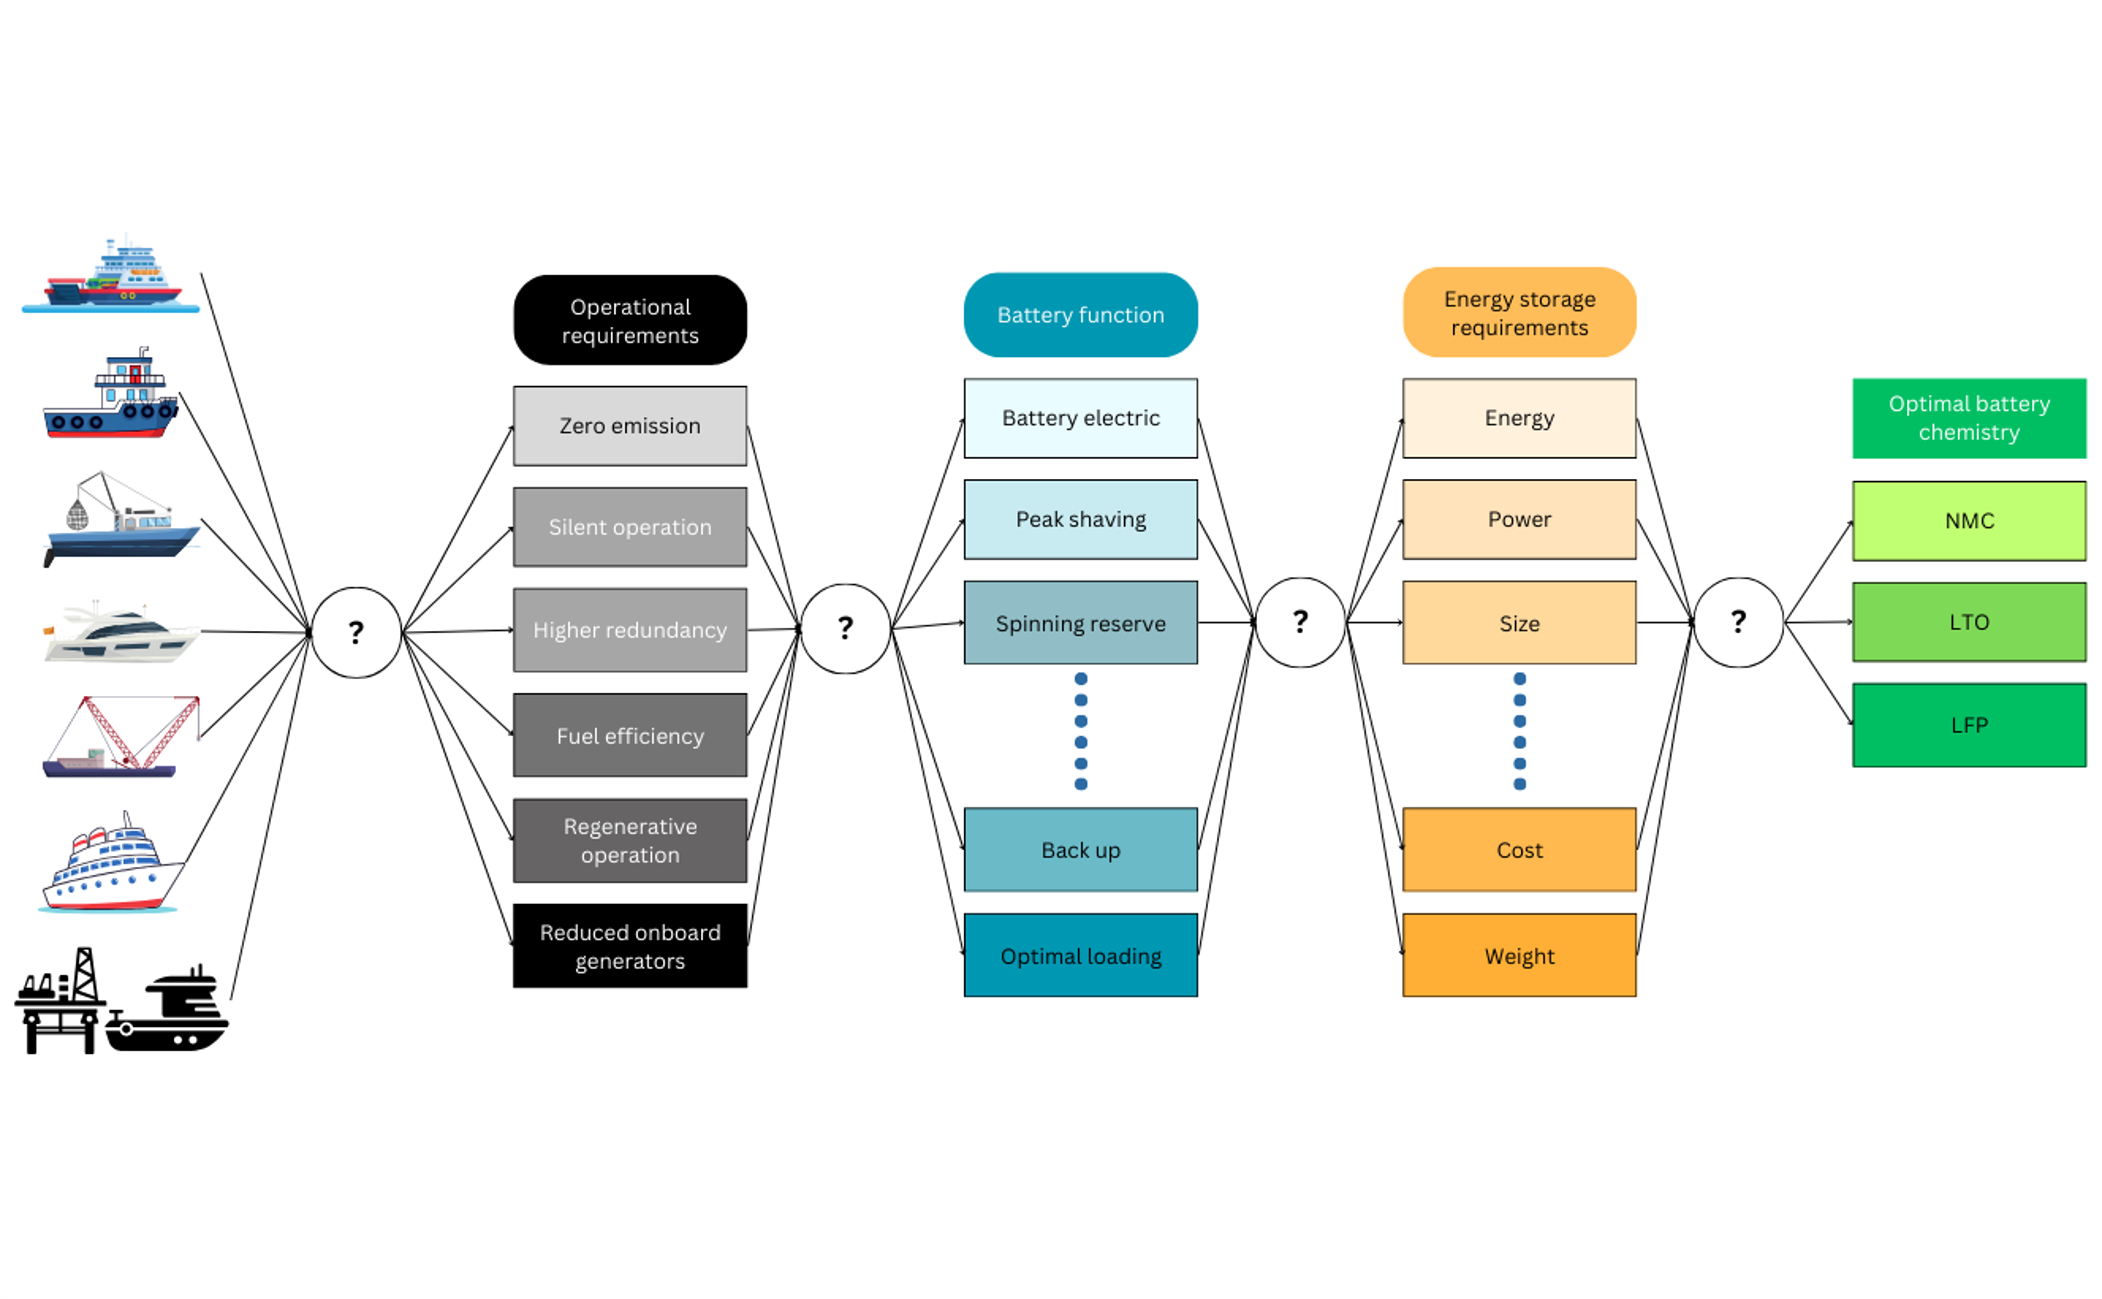 Operational
requirements
Zero emission
Silent operation
Higher redundancy
Fuel efficiency
Regenerative
operation
Reduced onboard
generators
Battery function
Battery electric
Peak shaving
Spinning reserve
Back up
Optimal loading
Energy storage
requirements
Energy
Power
Size
Cost
Weight
Optimal battery
chemistry
NMC
LTO
LFP
?
?
?
?